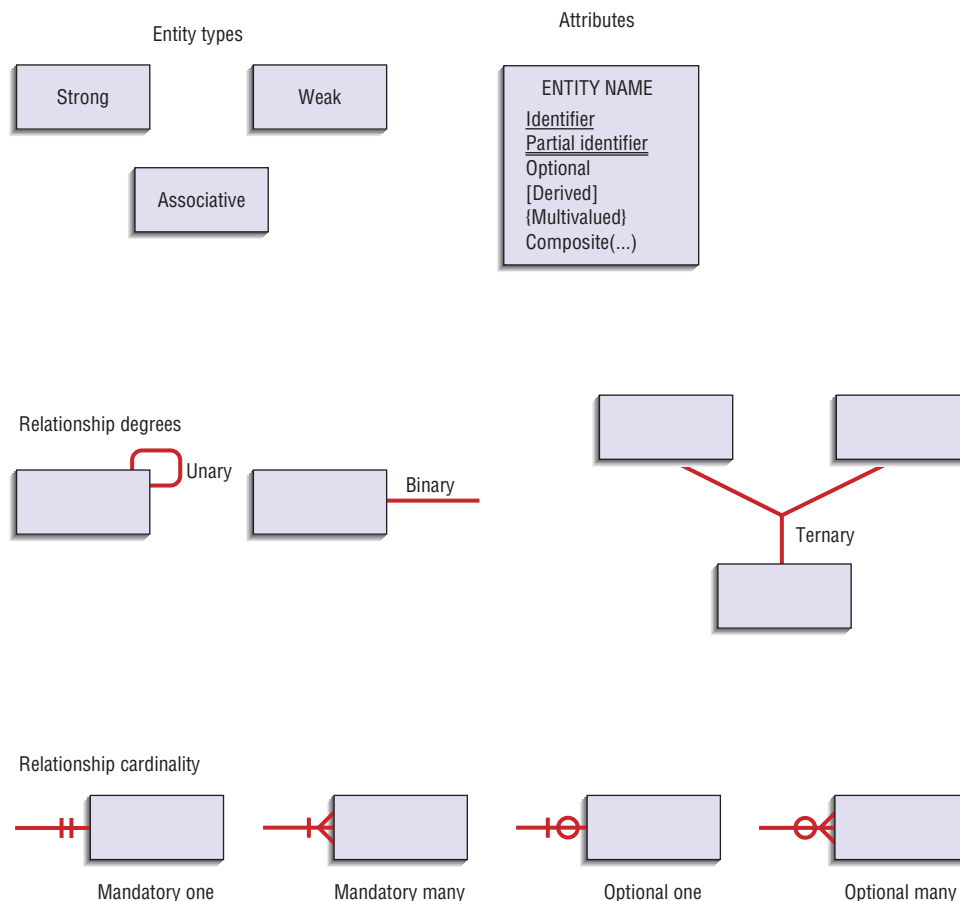 Entity types
Attributes
Strong
Weak
Associative
ENTITY NAME
Identifier
Partial identifier
Optional
[Derived]
{Multivalued}
Composite(...)
Relationship degrees
Unary
Binary
Ternary
Relationship cardinality
Mandatory one
Mandatory many
Optional one
Optional many